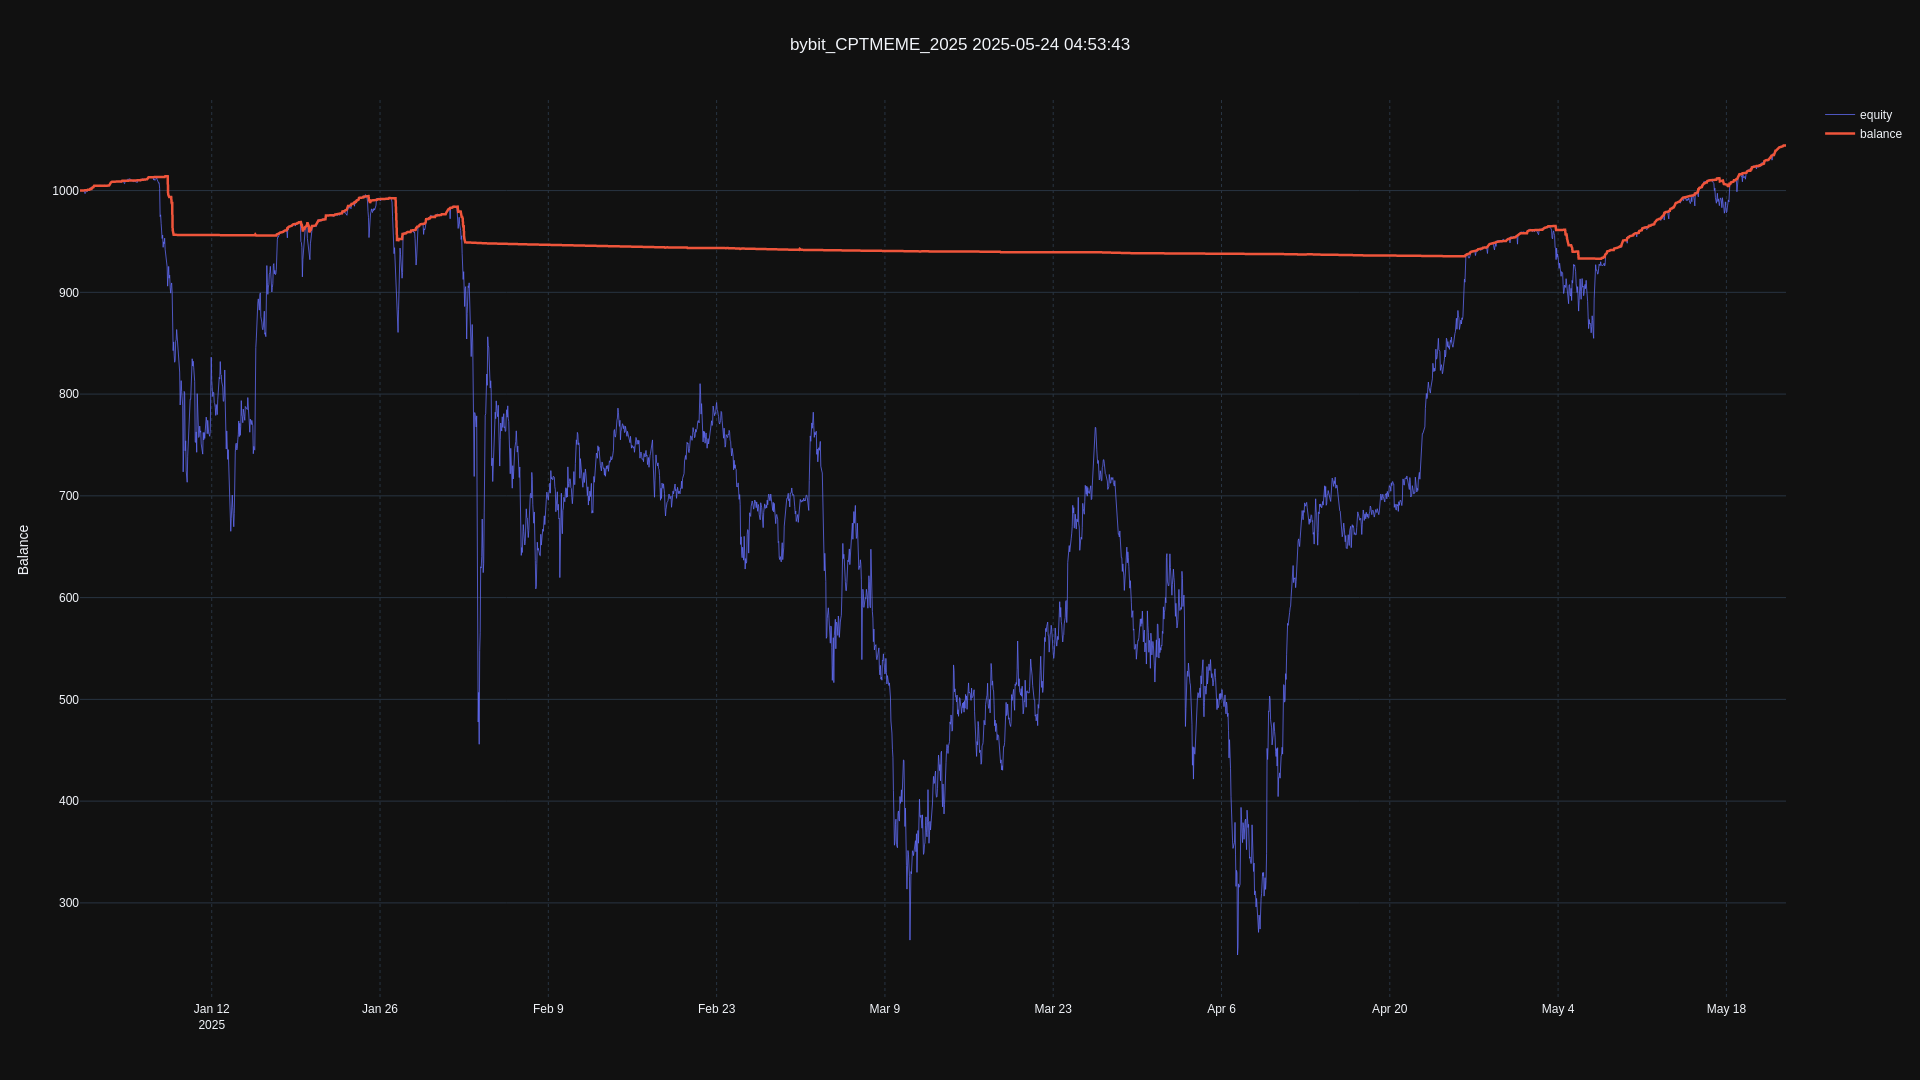 bybit_CPTMEME_2025 2025-05-24 04:53:43
equity
balance
1000
900
800
700
600
500
400
300
Balance
Jan 12
2025
Jan 26
Feb 9
Feb 23
Mar 9
Mar 23
Apr 6
Apr 20
May 4
May 18